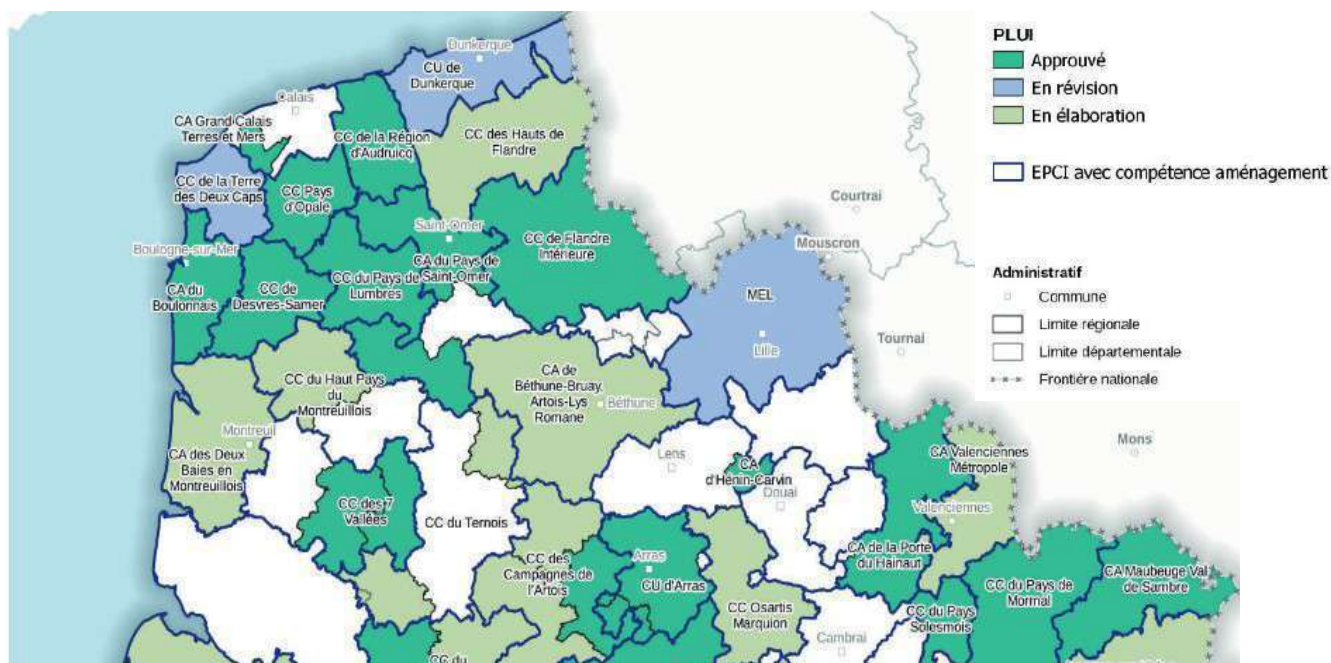 PLUI
Approuvé
En révision
En élaboration
EPCI avec compétence aménagement
Administratif
Commune
Limite régionale
Limite départementale
Frontière nationale
Dunkerque
CU de
Dunkerque
Calais
CA Grand Calais
Terres et Mers
CC de la Région
d'Audruicq
CC des Hauts de
Flandre
CC de la Terre
des Deux Caps
CC Pays
d'Opale
Courtrai
Saint-Omer
Boulogne-sur-Mer
CC de Flandre
Intérieure
Mouscron
CA du Pays de
Saint-Omer
CA du
Boulonnais
CC de
Desvres-Samer
CC du Pays de
Lumbres
MEL
Tournai
Lille
CA de
Béthune-Bruay,
Artois-Lys
Romane
CC du Haut Pays
du
Montreuillois
Béthune
Montreuil
Mons
CA des Deux
Baies en
Montreuillois
Lens
CA
d'Hénin-Carvin
CA Valenciennes
Métropole
Douai
CC des 7
Vallées
Valenciennes
CC du Ternois
CA de la Porte
du Hainaut
CC des
Campagnes de
l'Artois
Arras
CU d'Arras
CC du Pays de
Mormal
CA Maubeuge Val
de Sambre
CC Osartis
Marquion
CC du Pays
Solesmois
Cambrai
CC du